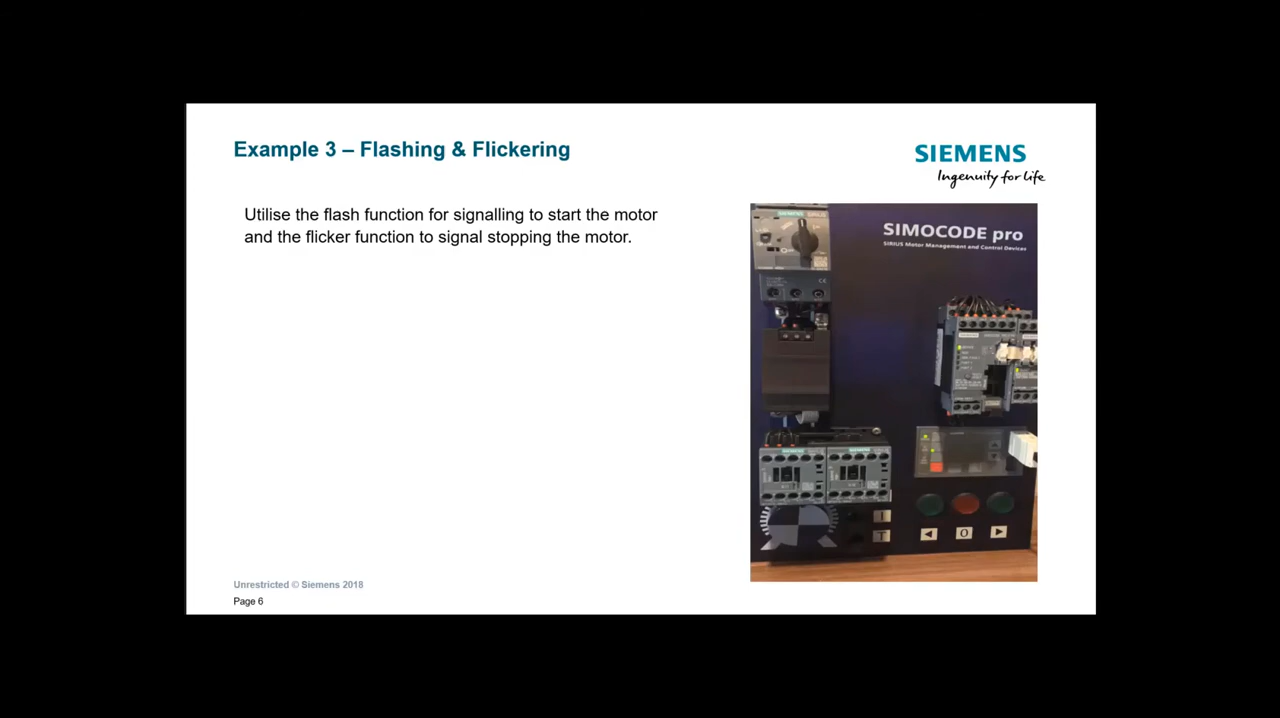 Example 3 – Flashing & Flickering
SIEMENS
Ingenuity for life
Utilise the flash function for signalling to start the motor
and the flicker function to signal stopping the motor.
SIMOCODE pro
SIRIUS Motor Management and Control Devices
I
T
O
Unrestricted © Siemens 2018
Page 6